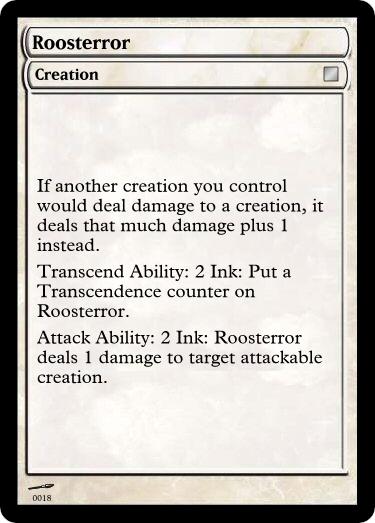 Roosterror
Creation
If another creation you control
would deal damage to a creation, it
deals that much damage plus 1
instead.
Transcend Ability: 2 Ink: Put a
Transcendence counter on
Roosterror.
Attack Ability: 2 Ink: Roosterror
deals 1 damage to target attackable
creation.
0018